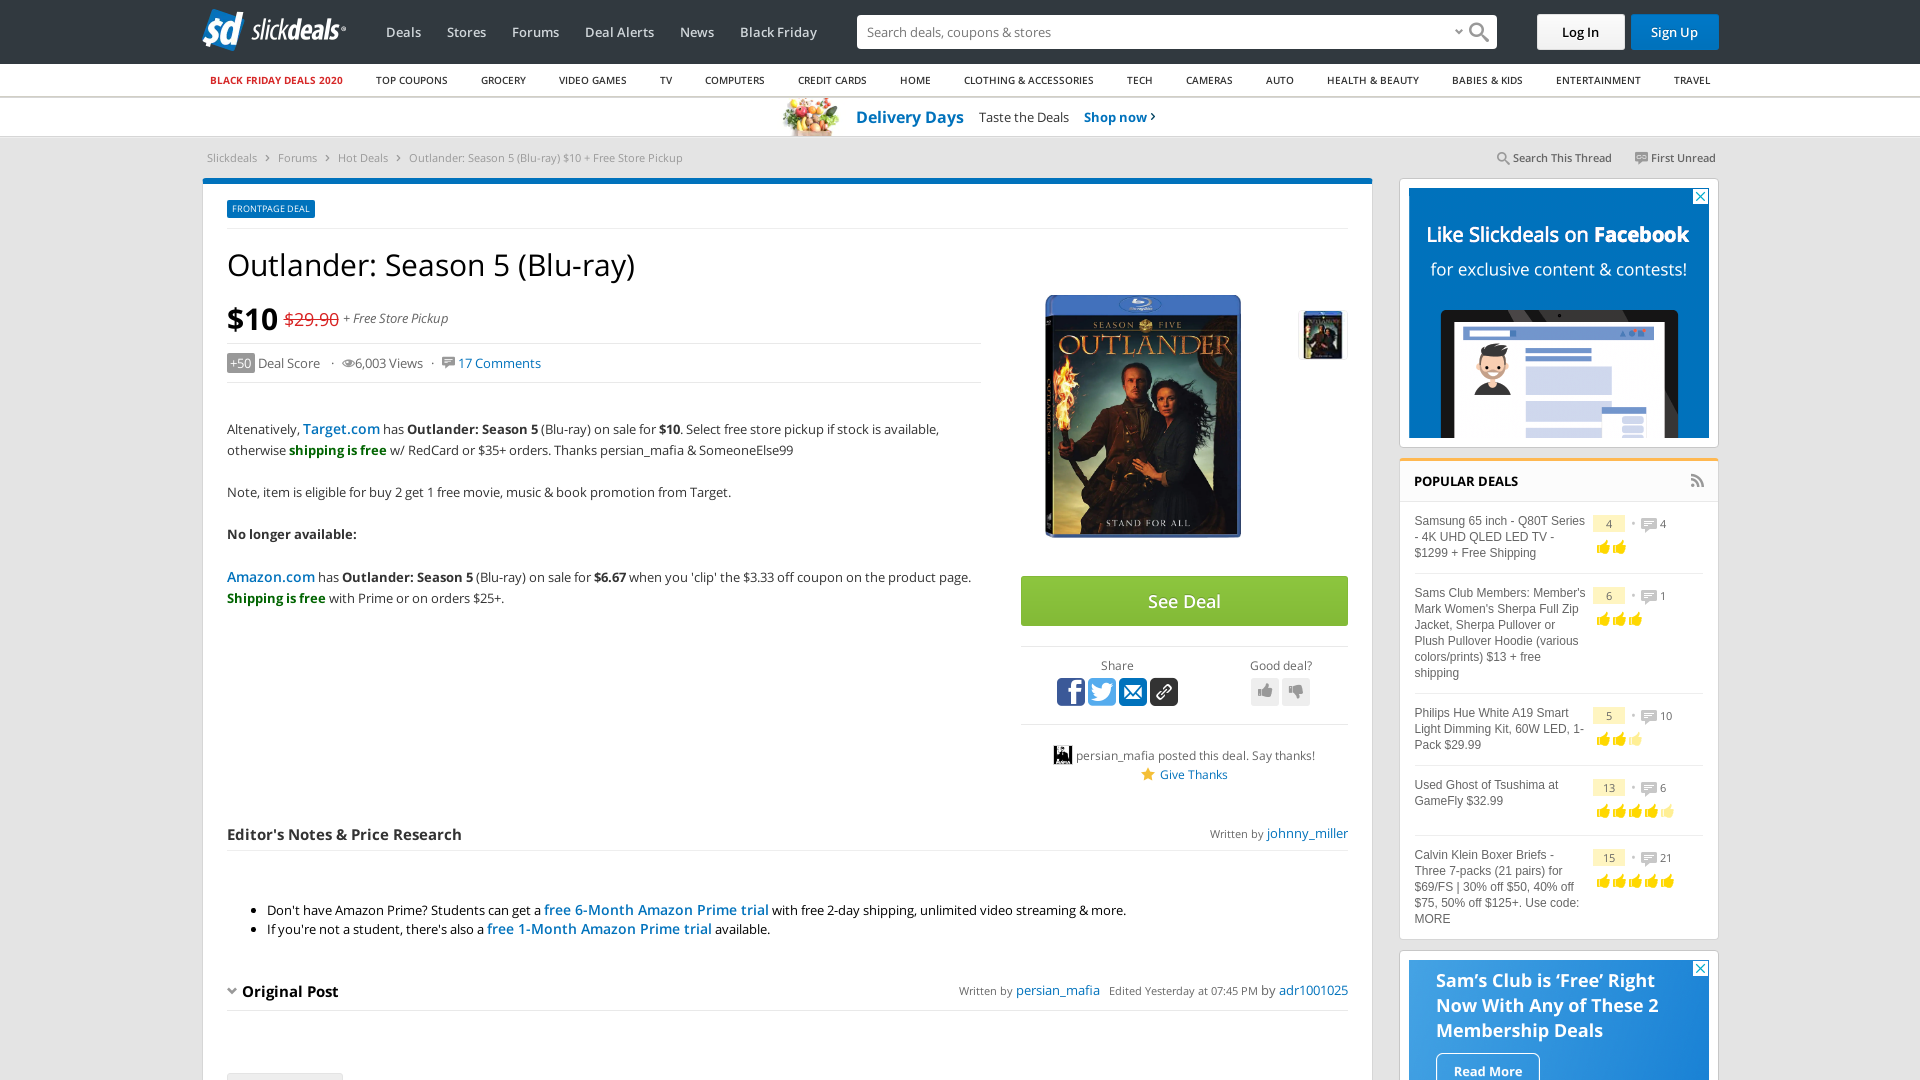 slickdeals
Deals Stores Forums Deal Alerts News Black Friday
Search deals, coupons & stores
Log In Sign Up
BLACK FRIDAY DEALS 2020 TOP COUPONS GROCERY VIDEO GAMES TV COMPUTERS CREDIT CARDS HOME CLOTHING & ACCESSORIES TECH CAMERAS AUTO HEALTH & BEAUTY BABIES & KIDS ENTERTAINMENT TRAVEL
Delivery Days Taste the Deals Shop now
Slickdeals Forums Hot Deals Outlander: Season 5 (Blu-ray) $10 + Free Store Pickup
Search This Thread First Unread
FRONTPAGE DEAL
Outlander: Season 5 (Blu-ray)
$10 $29.90 + Free Store Pickup
+50 Deal Score · 6,003 Views · 17 Comments
Altenatively, Target.com has Outlander: Season 5 (Blu-ray) on sale for $10. Select free store pickup if stock is available,
otherwise shipping is free w/ RedCard or $35+ orders. Thanks persian_mafia & SomeoneElse99
Note, item is eligible for buy 2 get 1 free movie, music & book promotion from Target.
No longer available:
Amazon.com has Outlander: Season 5 (Blu-ray) on sale for $6.67 when you 'clip' the $3.33 off coupon on the product page.
Shipping is free with Prime or on orders $25+.
SEASON FIVE
OUTLANDER
STAND FOR ALL
See Deal
Share
Good deal?
persian_mafia posted this deal. Say thanks!
Give Thanks
Editor's Notes & Price Research
Written by johnny_miller
Don't have Amazon Prime? Students can get a free 6-Month Amazon Prime trial with free 2-day shipping, unlimited video streaming & more.
If you're not a student, there's also a free 1-Month Amazon Prime trial available.
Original Post
Written by persian_mafia Edited Yesterday at 07:45 PM by adr1001025
Like Slickdeals on Facebook
for exclusive content & contests!
POPULAR DEALS
Samsung 65 inch - Q80T Series
- 4K UHD QLED LED TV -
$1299 + Free Shipping
4 • 4
Sams Club Members: Member's
Mark Women's Sherpa Full Zip
Jacket, Sherpa Pullover or
Plush Pullover Hoodie (various
colors/prints) $13 + free
shipping
6 • 1
Philips Hue White A19 Smart
Light Dimming Kit, 60W LED, 1-
Pack $29.99
5 • 10
Used Ghost of Tsushima at
GameFly $32.99
13 • 6
Calvin Klein Boxer Briefs -
Three 7-packs (21 pairs) for
$69/FS | 30% off $50, 40% off
$75, 50% off $125+. Use code:
MORE
15 • 21
Sam's Club is ‘Free’ Right
Now With Any of These 2
Membership Deals
Read More